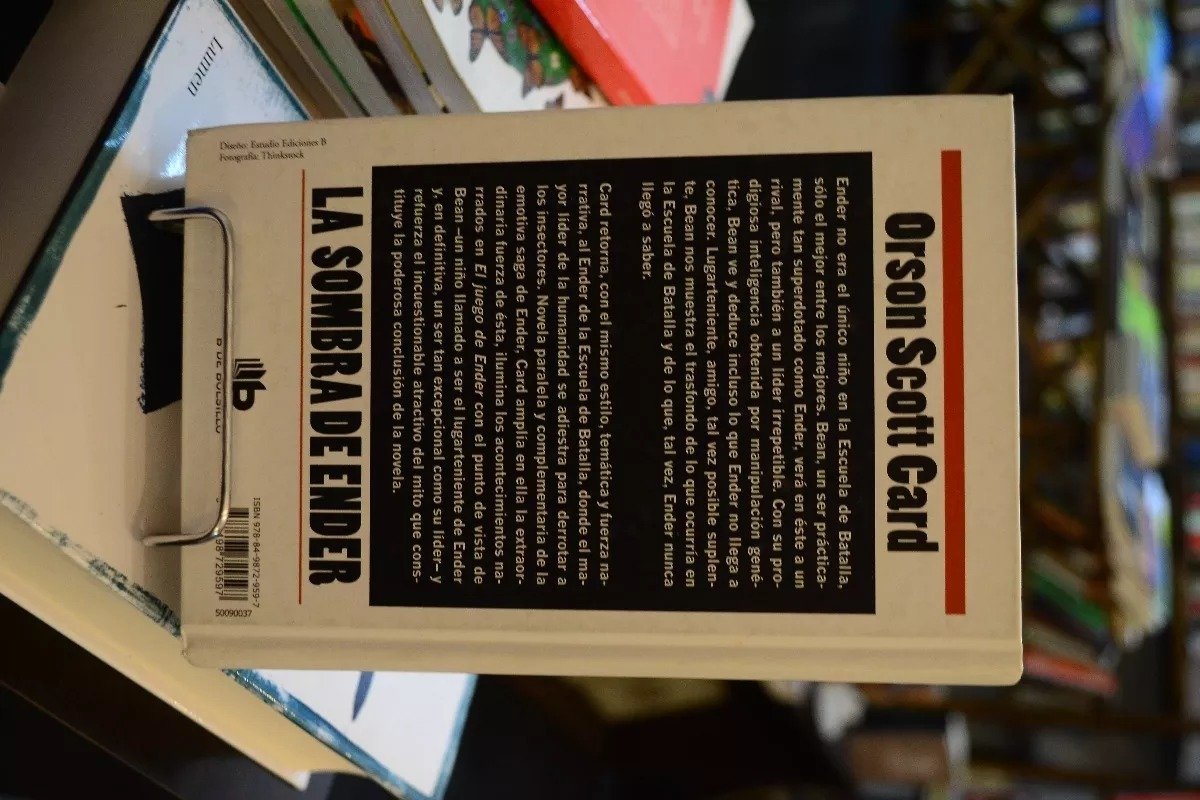 Orson Scott Card
Ender no era el único niño en la Escuela de Batalla,
sólo el mejor entre los mejores. Bean, un ser práctica-
mente tan superdotado como Ender, verá en éste a un
rival, pero también a un líder irrepetible. Con su pro-
digiosa inteligencia obtenida por manipulación gené-
tica, Bean ve y deduce incluso lo que Ender no llega a
conocer. Lugarteniente, amigo, tal vez posible suplen-
te, Bean nos muestra el trasfondo de lo que ocurría en
la Escuela de Batalla y de lo que, tal vez, Ender nunca
llegó a saber.
Card retorna, con el mismo estilo, temática y fuerza na-
rrativa, al Ender de la Escuela de Batalla, donde el ma-
yor líder de la humanidad se adiestra para derrotar a
los insectores. Novela paralela y complementaria de la
emotiva saga de Ender, Card amplía en ella la extraor-
dinaria fuerza de ésta, ilumina los acontecimientos na-
rrados en El juego de Ender con el punto de vista de
Bean –un niño llamado a ser el lugarteniente de Ender
y, en definitiva, un ser tan excepcional como su líder– y
refuerza el incuestionable atractivo del mito que cons-
tituye la poderosa conclusión de la novela.
LA SOMBRA DE ENDER
Diseño: Estudio Ediciones B
Fotografía: Thinkstock
b
B DE BOLSILLO
ISBN 978-84-9872-959-7
50090037
Lumen